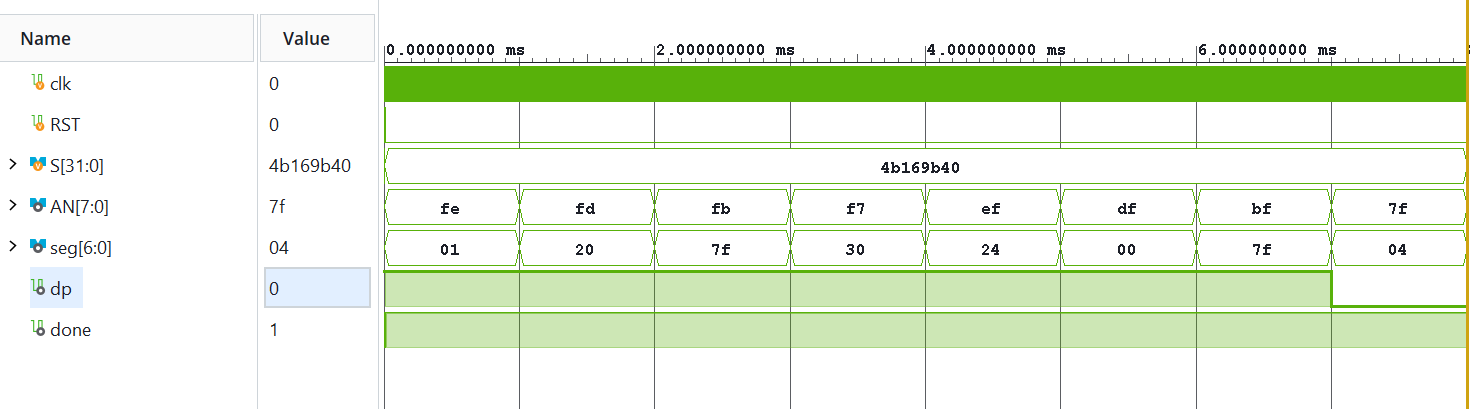 Name Value
0.000000000 ms 2.000000000 ms 4.000000000 ms 6.000000000 ms
clk 0
RST 0
S[31:0] 4b169b40 4b169b40
AN[7:0] 7f fe fd fb f7 ef df bf 7f
seg[6:0] 04 01 20 7f 30 24 00 7f 04
dp 0
done 1